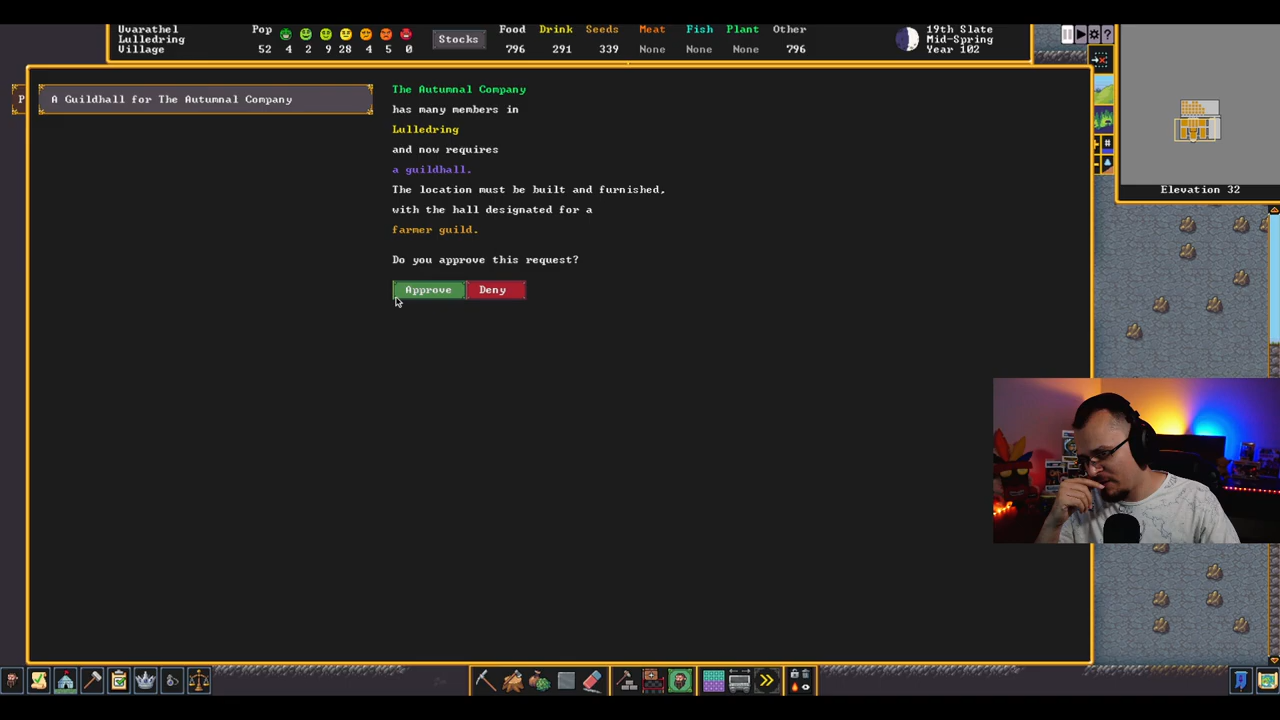 Uvarathel
Lulledring
Village
Pop
52 4 2 9 28 4 5 0
Stocks
Food Drink Seeds Meat Fish Plant Other
796 291 339 None None None 796
19th Slate
Mid-Spring
Year 102
?
Elevation 32
P
A Guildhall for The Autumnal Company
The Autumnal Company
has many members in
Lulledring
and now requires
a guildhall.
The location must be built and furnished,
with the hall designated for a
farmer guild.
Do you approve this request?
Approve Deny